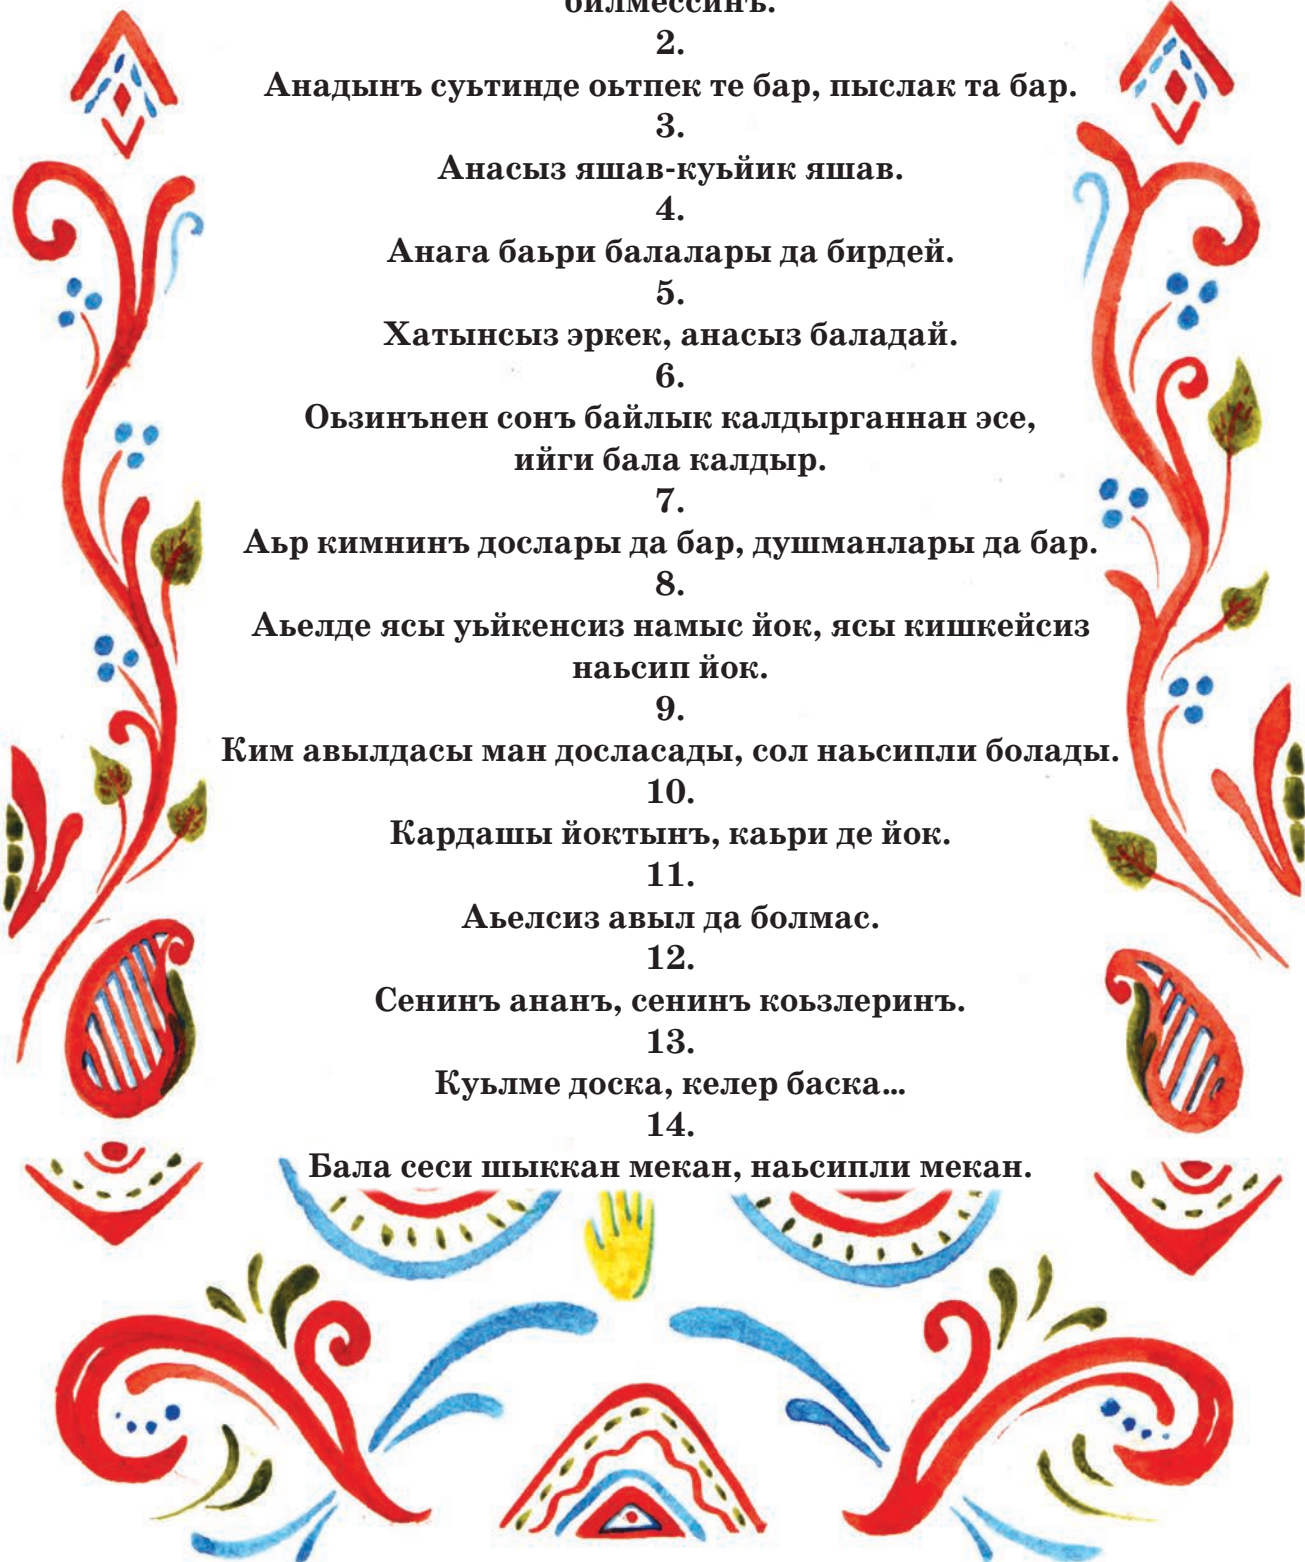 билмессинъ.
2.
Анадынъ суьтинде оьтпек те бар, пыслак та бар.
3.
Анасыз яшав-куьйик яшав.
4.
Анага баьри балалары да бирдей.
5.
Хатынсыз эркек, анасыз баладай.
6.
Оьзинънен сонъ байлык калдырганнан эсе,
ийги бала калдыр.
7.
Аьр кимнинъ дослары да бар, душманлары да бар.
8.
Аьелде ясы уьйкенсиз намыс йок, ясы кишкейсиз
наьсип йок.
9.
Ким авылдасы ман досласады, сол наьсипли болады.
10.
Кардашы йоктынъ, каьри де йок.
11.
Аьелсиз авыл да болмас.
12.
Сенинъ ананъ, сенинъ коьзлеринъ.
13.
Куьлме доска, келер баска...
14.
Бала сеси шыккан мекан, наьсипли мекан.